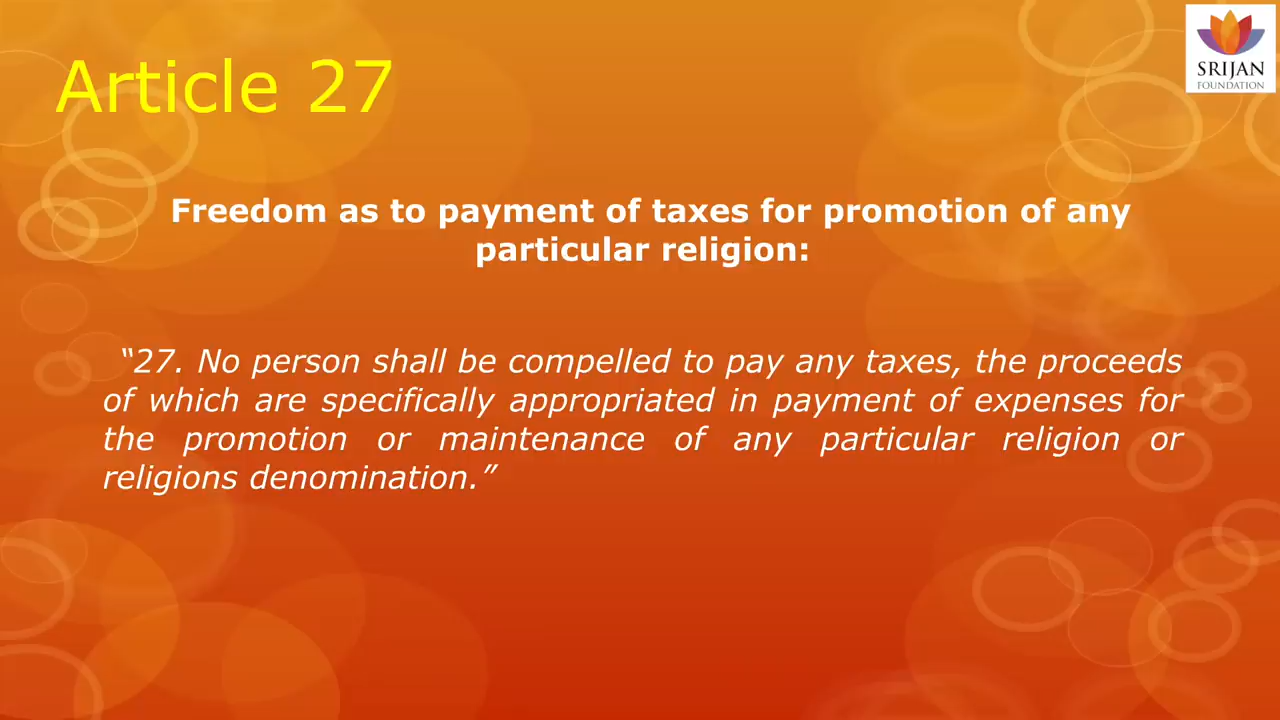 Article 27
SRIJAN
FOUNDATION
Freedom as to payment of taxes for promotion of any
particular religion:
“27. No person shall be compelled to pay any taxes, the proceeds
of which are specifically appropriated in payment of expenses for
the promotion or maintenance of any particular religion or
religions denomination.”